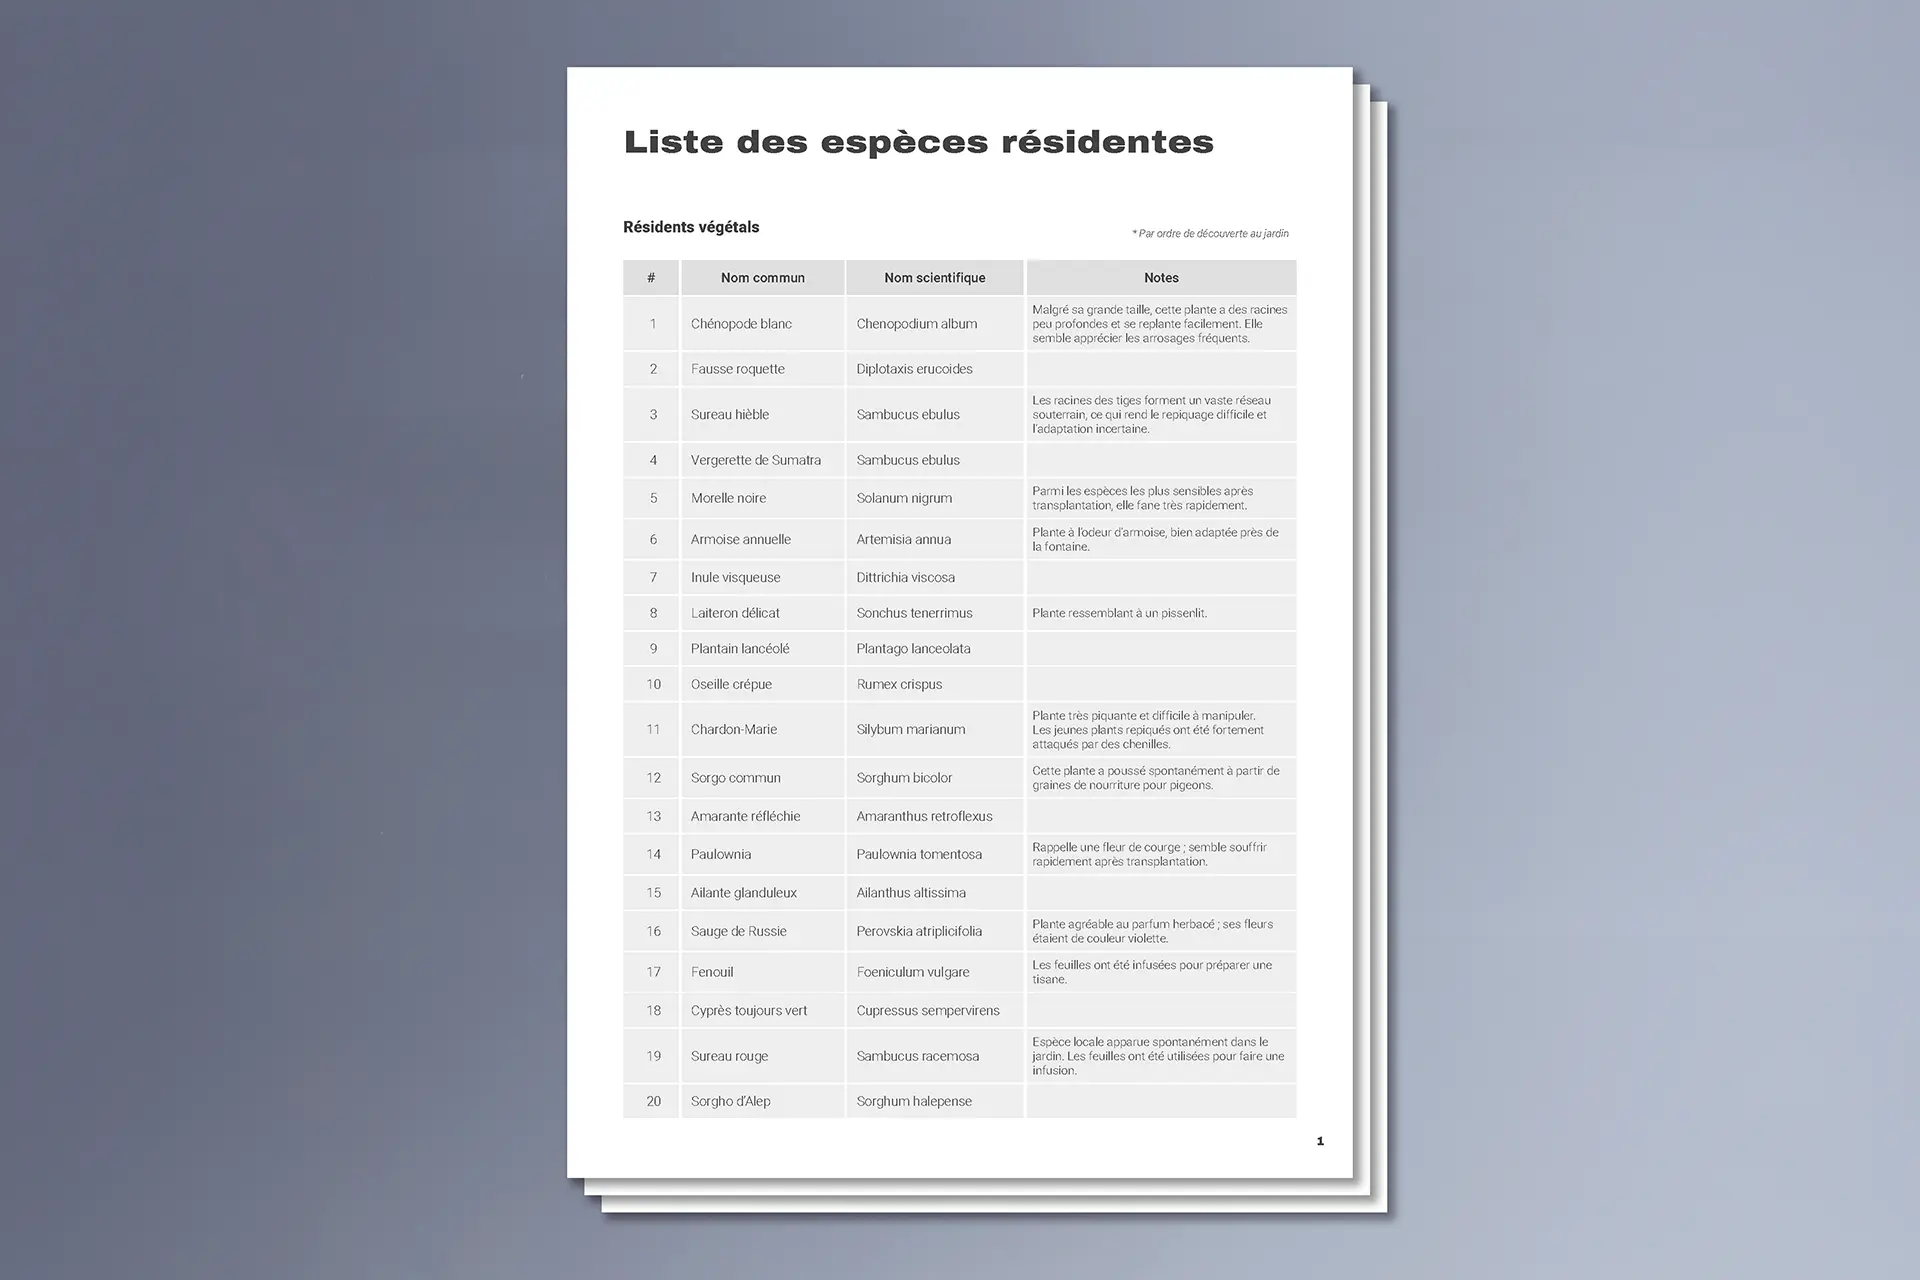 Liste des espèces résidentes
Résidents végétals
* Par ordre de découverte au jardin
# Nom commun Nom scientifique Notes
1 Chénopode blanc Chenopodium album Malgré sa grande taille, cette plante a des racines
peu profondes et se replante facilement. Elle
semble apprécier les arrosages fréquents.
2 Fausse roquette Diplotaxis erucoides
3 Sureau hièble Sambucus ebulus Les racines des tiges forment un vaste réseau
souterrain, ce qui rend le repiquage difficile et
l'adaptation incertaine.
4 Vergerette de Sumatra Sambucus ebulus
5 Morelle noire Solanum nigrum Parmi les espèces les plus sensibles après
transplantation, elle fane très rapidement.
6 Armoise annuelle Artemisia annua Plante à l'odeur d'armoise, bien adaptée près de
la fontaine.
7 Inule visqueuse Dittrichia viscosa
8 Laiteron délicat Sonchus tenerrimus Plante ressemblant à un pissenlit.
9 Plantain lancéolé Plantago lanceolata
10 Oseille crépue Rumex crispus
11 Chardon-Marie Silybum marianum Plante très piquante et difficile à manipuler.
Les jeunes plants repiqués ont été fortement
attaqués par des chenilles.
12 Sorgo commun Sorghum bicolor Cette plante a poussé spontanément à partir de
graines de nourriture pour pigeons.
13 Amarante réfléchie Amaranthus retroflexus
14 Paulownia Paulownia tomentosa Rappelle une fleur de courge ; semble souffrir
rapidement après transplantation.
15 Ailante glanduleux Ailanthus altissima
16 Sauge de Russie Perovskia atriplicifolia Plante agréable au parfum herbacé ; ses fleurs
étaient de couleur violette.
17 Fenouil Foeniculum vulgare Les feuilles ont été infusées pour préparer une
tisane.
18 Cyprès toujours vert Cupressus sempervirens
19 Sureau rouge Sambucus racemosa Espèce locale apparue spontanément dans le
jardin. Les feuilles ont été utilisées pour faire une
infusion.
20 Sorgho d'Alep Sorghum halepense
1